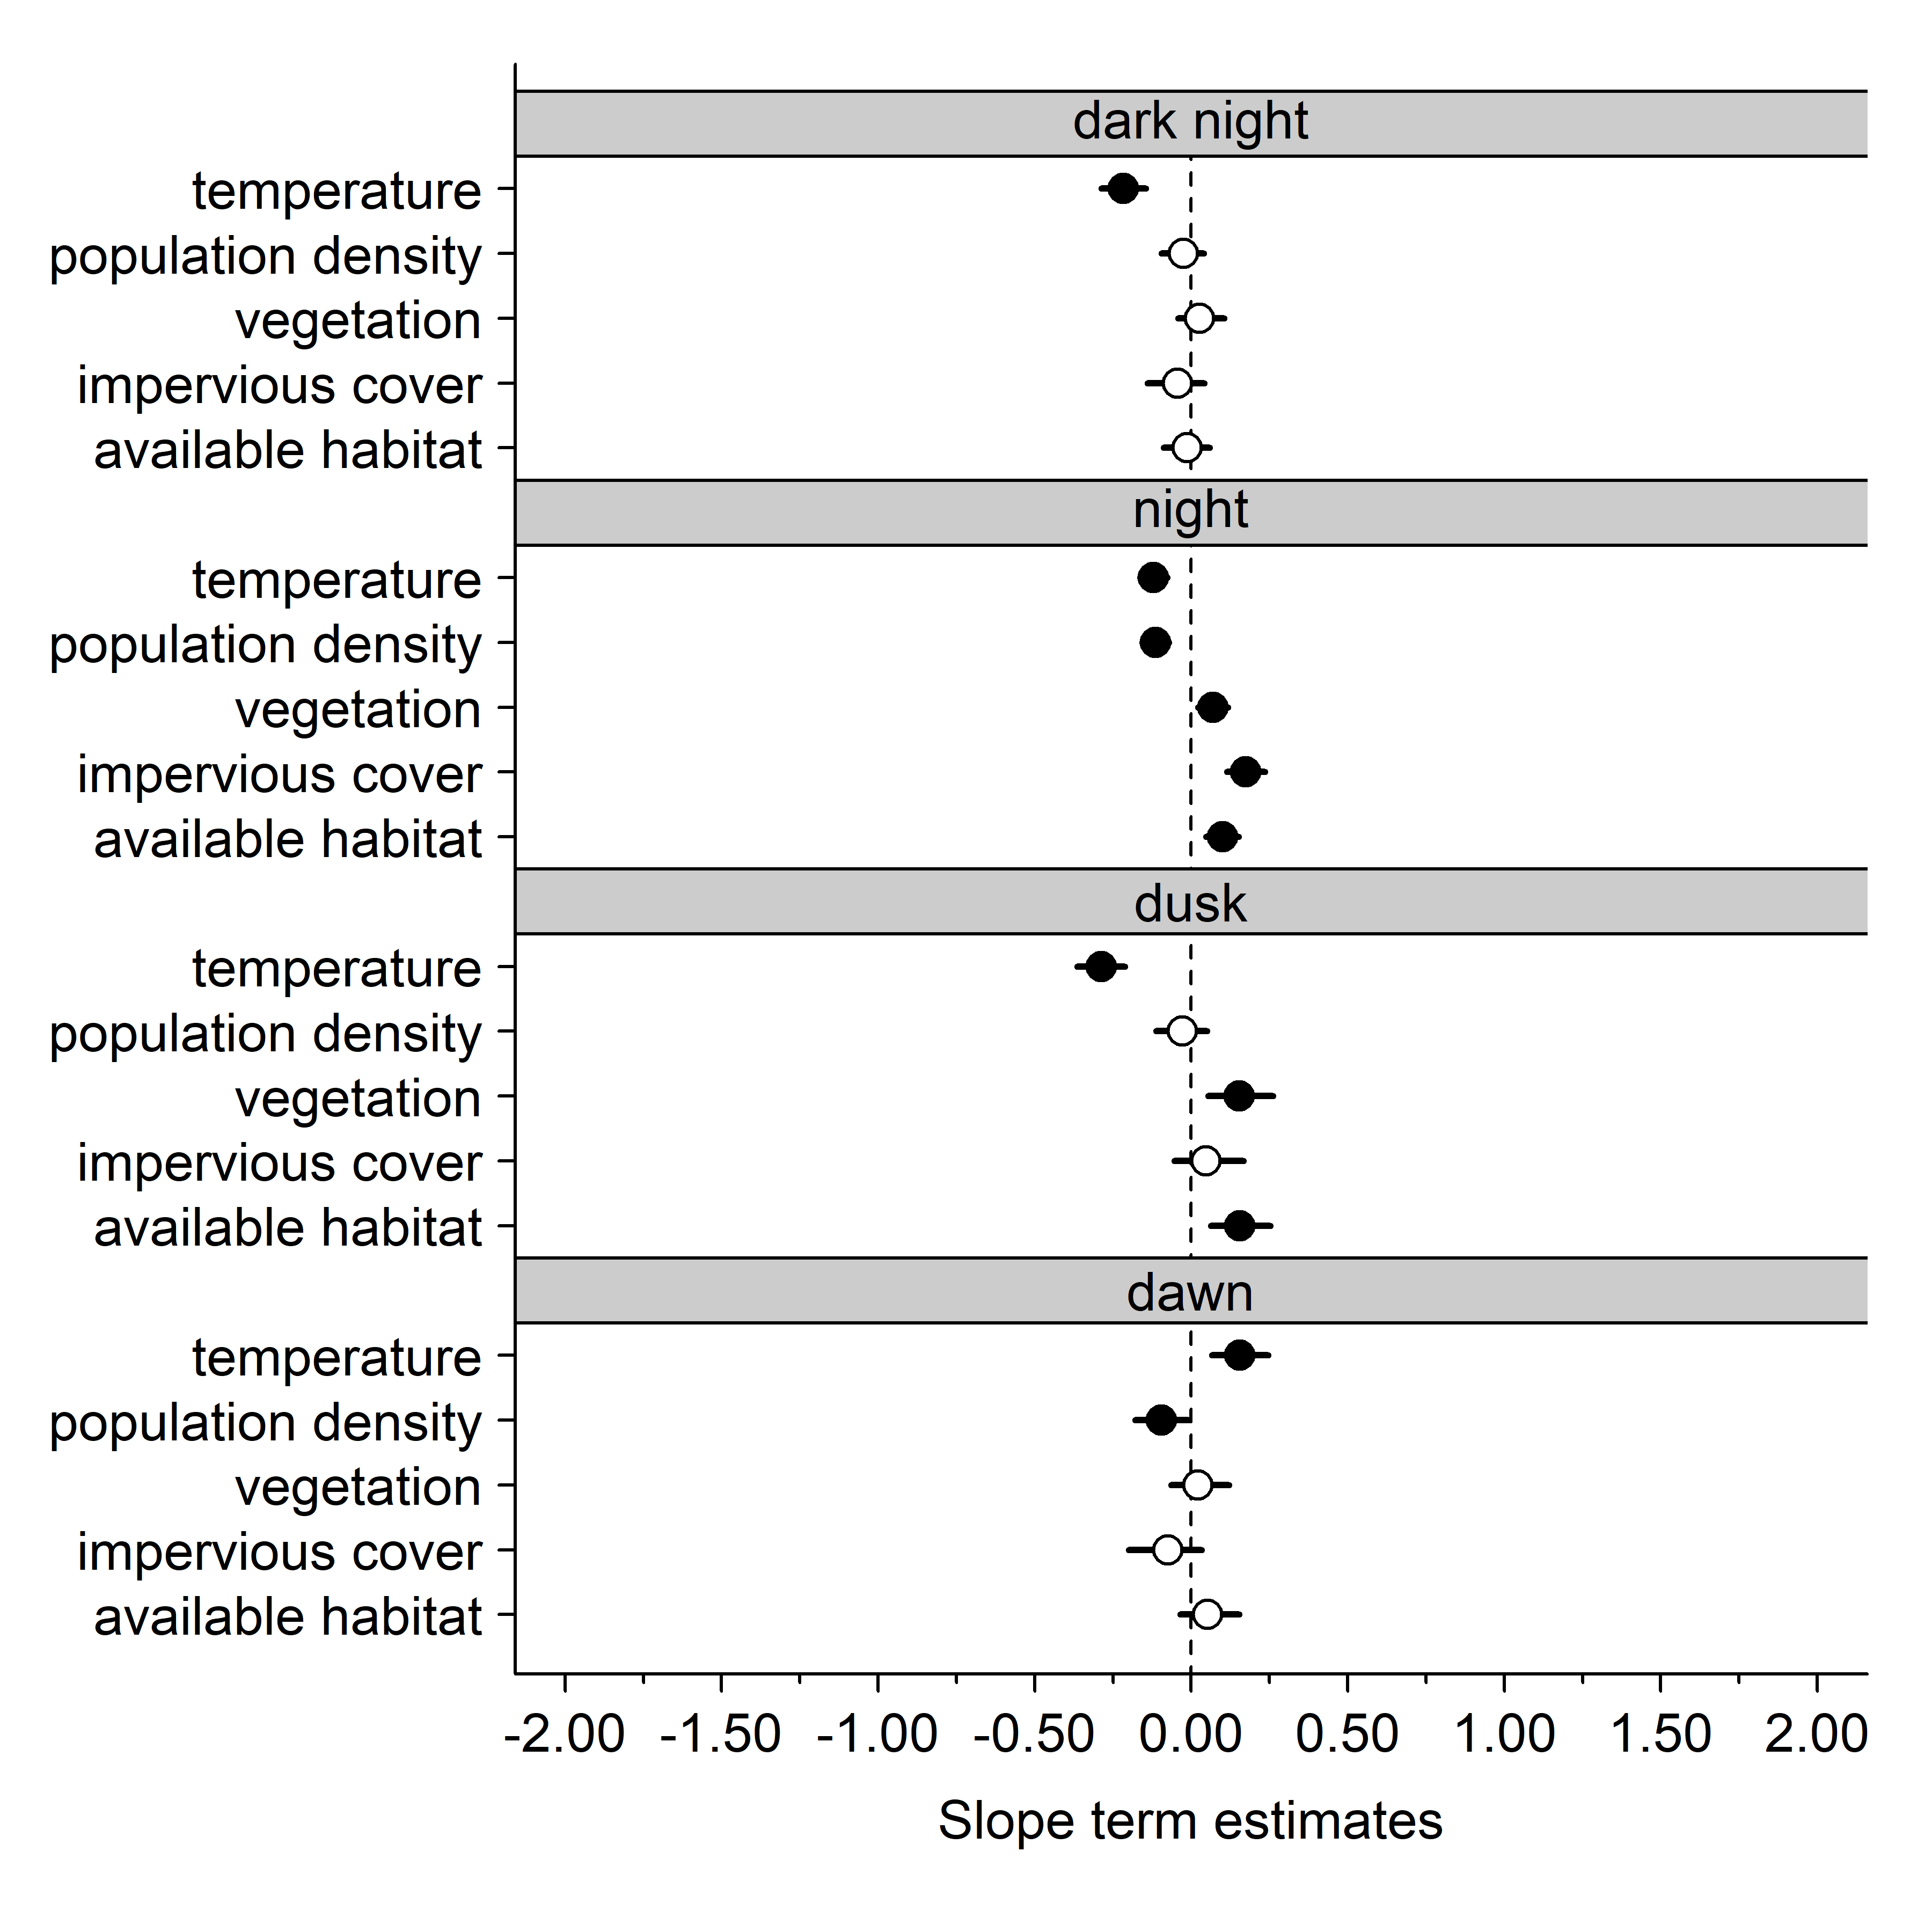 dark night
temperature
population density
vegetation
impervious cover
available habitat
night
temperature
population density
vegetation
impervious cover
available habitat
dusk
temperature
population density
vegetation
impervious cover
available habitat
dawn
temperature
population density
vegetation
impervious cover
available habitat
-2.00 -1.50 -1.00 -0.50 0.00 0.50 1.00 1.50 2.00
Slope term estimates